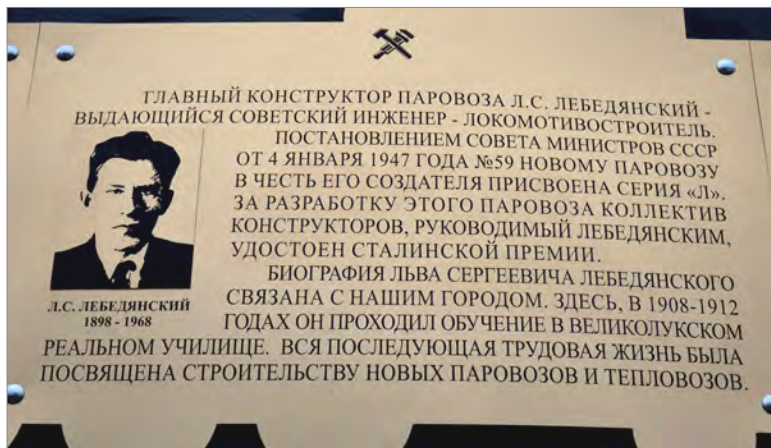 ГЛАВНЫЙ КОНСТРУКТОР ПАРОВОЗА Л.С. ЛЕБЕДЯНСКИЙ -
ВЫДАЮЩИЙСЯ СОВЕТСКИЙ ИНЖЕНЕР - ЛОКОМОТИВОСТРОИТЕЛЬ.
ПОСТАНОВЛЕНИЕМ СОВЕТА МИНИСТРОВ СССР
ОТ 4 ЯНВАРЯ 1947 ГОДА №59 НОВОМУ ПАРОВОЗУ
В ЧЕСТЬ ЕГО СОЗДАТЕЛЯ ПРИСВОЕНА СЕРИЯ «Л».
ЗА РАЗРАБОТКУ ЭТОГО ПАРОВОЗА КОЛЛЕКТИВ
КОНСТРУКТОРОВ, РУКОВОДИМЫЙ ЛЕБЕДЯНСКИМ,
УДОСТОЕН СТАЛИНСКОЙ ПРЕМИИ.
БИОГРАФИЯ ЛЬВА СЕРГЕЕВИЧА ЛЕБЕДЯНСКОГО
СВЯЗАНА С НАШИМ ГОРОДОМ. ЗДЕСЬ, В 1908-1912
ГОДАХ ОН ПРОХОДИЛ ОБУЧЕНИЕ В ВЕЛИКОЛУКСКОМ
РЕАЛЬНОМ УЧИЛИЩЕ. ВСЯ ПОСЛЕДУЮЩАЯ ТРУДОВАЯ ЖИЗНЬ БЫЛА
ПОСВЯЩЕНА СТРОИТЕЛЬСТВУ НОВЫХ ПАРОВОЗОВ И ТЕПЛОВОЗОВ.
Л.С. ЛЕБЕДЯНСКИЙ
1898 - 1968